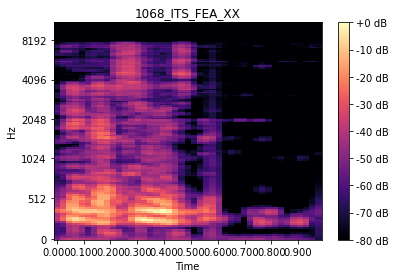 1068_ITS_FEA_XX
+0 dB
8192
-10 dB
4096
-20 dB
-30 dB
2048
Hz
-40 dB
1024
-50 dB
512
-60 dB
-70 dB
0
-80 dB
0.0000.1000.2000.3000.4000.5000.6000.7000.8000.900
Time